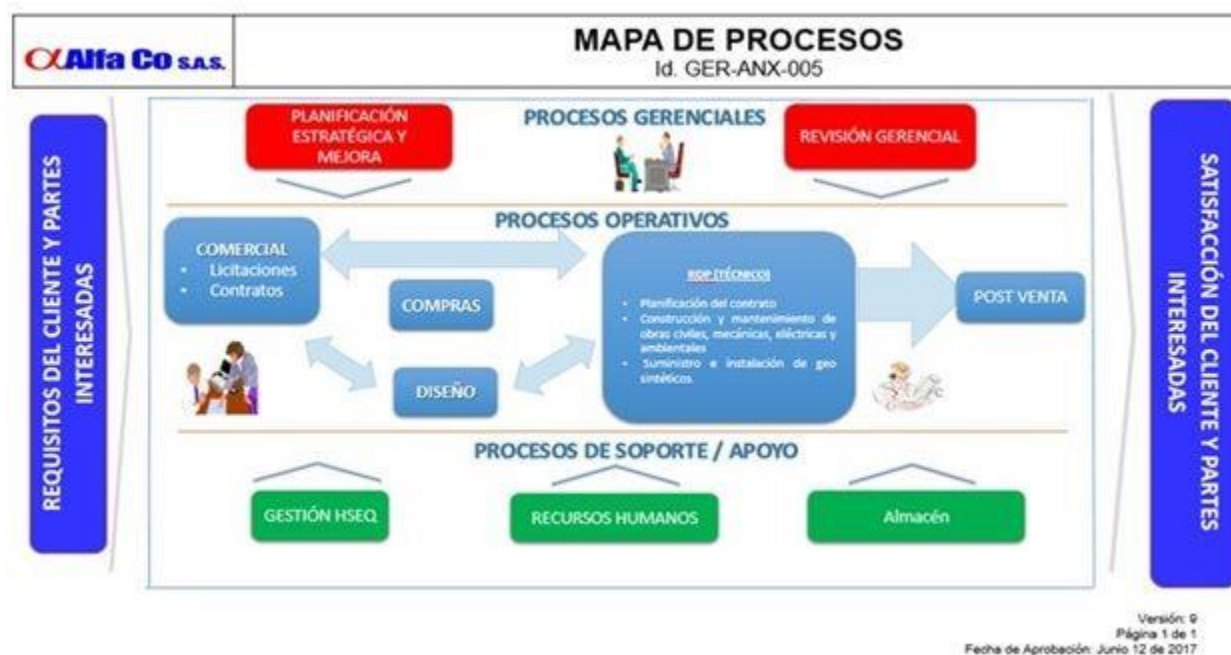 αAlfa Co S.A.S.
MAPA DE PROCESOS
Id. GER-ANX-005
REQUISITOS DEL CLIENTE Y PARTES
INTERESADAS
PLANIFICACIÓN
ESTRATÉGICA Y
MEJORA
PROCESOS GERENCIALES
REVISIÓN GERENCIAL
PROCESOS OPERATIVOS
COMERCIAL
• Licitaciones
• Contratos
COMPRAS
DISEÑO
(TÉCNICO)
• Planificación del contrato
• Construcción y mantenimiento de
obras civiles, mecánicas, eléctricas y
ambientales
• Suministro e instalación de geo
sintéticos
POST VENTA
PROCESOS DE SOPORTE / APOYO
GESTIÓN HSEQ
RECURSOS HUMANOS
Almacén
SATISFACCIÓN DEL CLIENTE Y PARTES
INTERESADAS
Versión: 9
Página 1 de 1
Fecha de Aprobación: Junio 12 de 2017